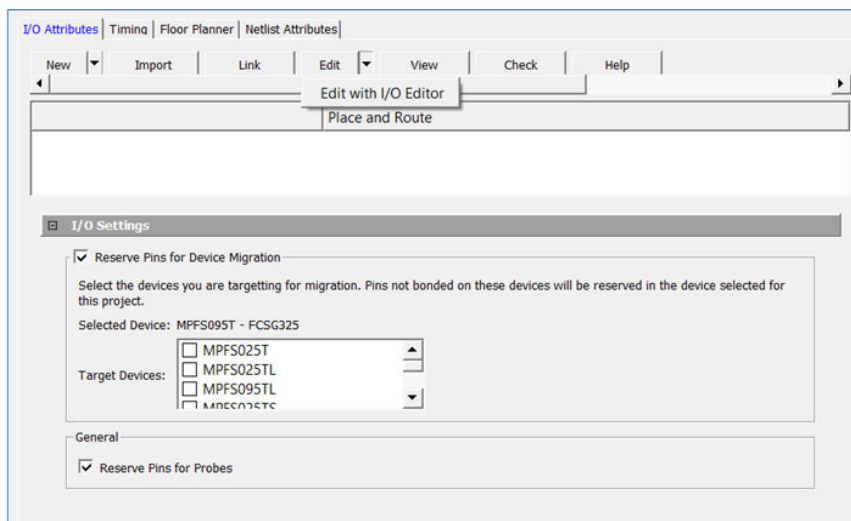 I/O Attributes Timing Floor Planner Netlist Attributes
New Import Link Edit View Check Help
Edit with I/O Editor
Place and Route
I/O Settings
Reserve Pins for Device Migration
Select the devices you are targetting for migration. Pins not bonded on these devices will be reserved in the device selected for
this project.
Selected Device: MPFS095T - FCSG325
Target Devices:
MPFS025T
MPFS025TL
MPFS095TL
MPFS025TS
General
Reserve Pins for Probes